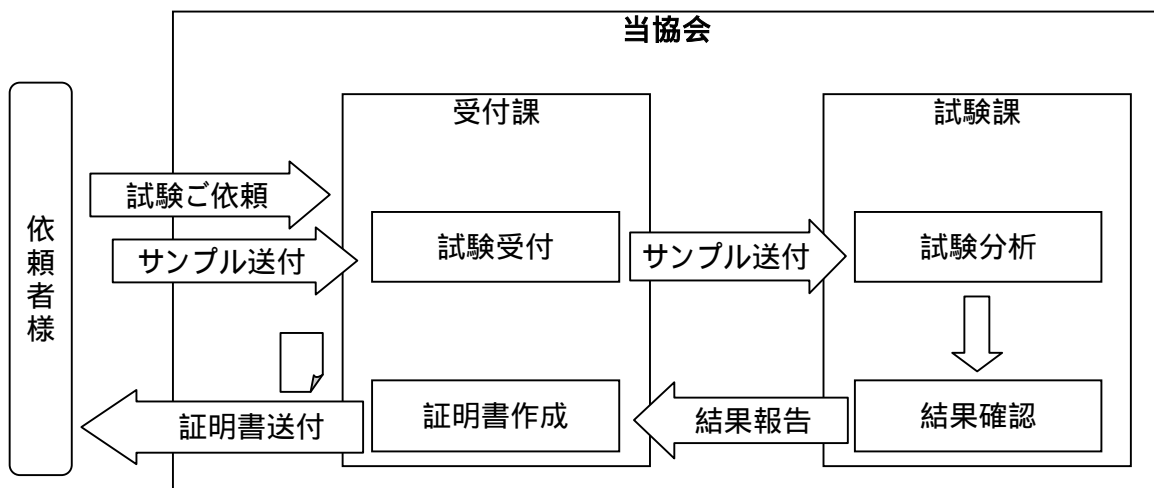 当協会
受付課
試験課
依頼者様
試験ご依頼
サンプル送付
試験受付
サンプル送付
試験分析
証明書送付
証明書作成
結果報告
結果確認